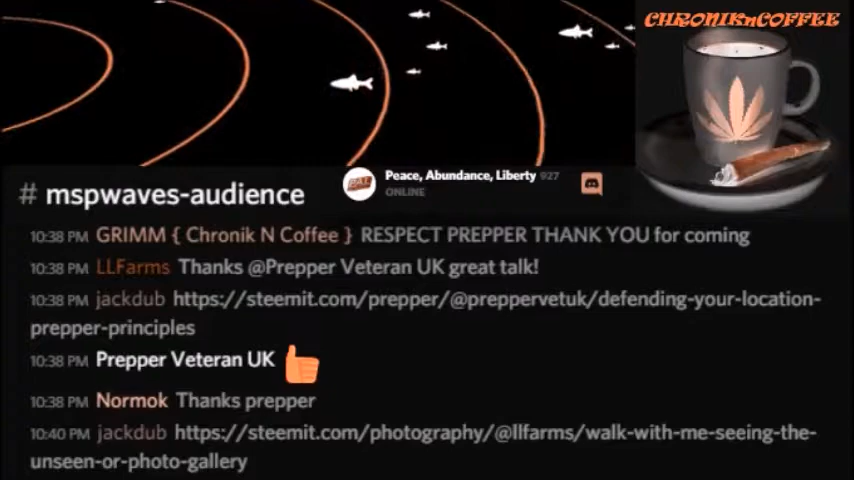 CHRONIKnCOFFEE
# mspwaves-audience
Peace, Abundance, Liberty 927
ONLINE
10:38 PM GRIMM { Chronik N Coffee } RESPECT PREPPER THANK YOU for coming
10:38 PM LLFarms Thanks @Prepper Veteran UK great talk!
10:38 PM jackdub https://steemit.com/prepper/@preppervetuk/defending-your-location-
prepper-principles
10:38 PM Prepper Veteran UK
10:38 PM Normok Thanks prepper
10:40 PM jackdub https://steemit.com/photography/@llfarms/walk-with-me-seeing-the-
unseen-or-photo-gallery